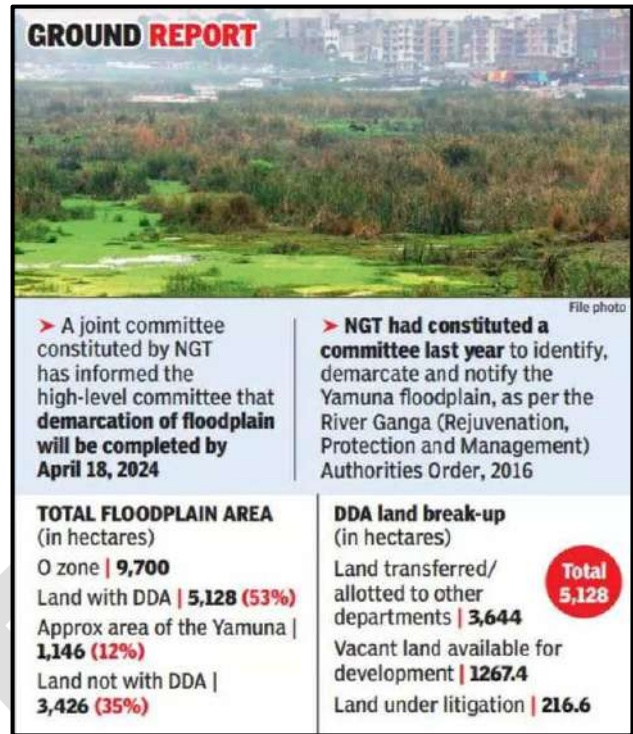 GROUND REPORT
File photo
➤ A joint committee
constituted by NGT
has informed the
high-level committee that
demarcation of floodplain
will be completed by
April 18, 2024
➤ NGT had constituted a
committee last year to identify,
demarcate and notify the
Yamuna floodplain, as per the
River Ganga (Rejuvenation,
Protection and Management)
Authorities Order, 2016
TOTAL FLOODPLAIN AREA
(in hectares)
O zone | 9,700
Land with DDA | 5,128 (53%)
Approx area of the Yamuna |
1,146 (12%)
Land not with DDA |
3,426 (35%)
DDA land break-up
(in hectares)
Land transferred/
allotted to other
departments | 3,644
Vacant land available for
development | 1267.4
Land under litigation | 216.6
Total
5,128